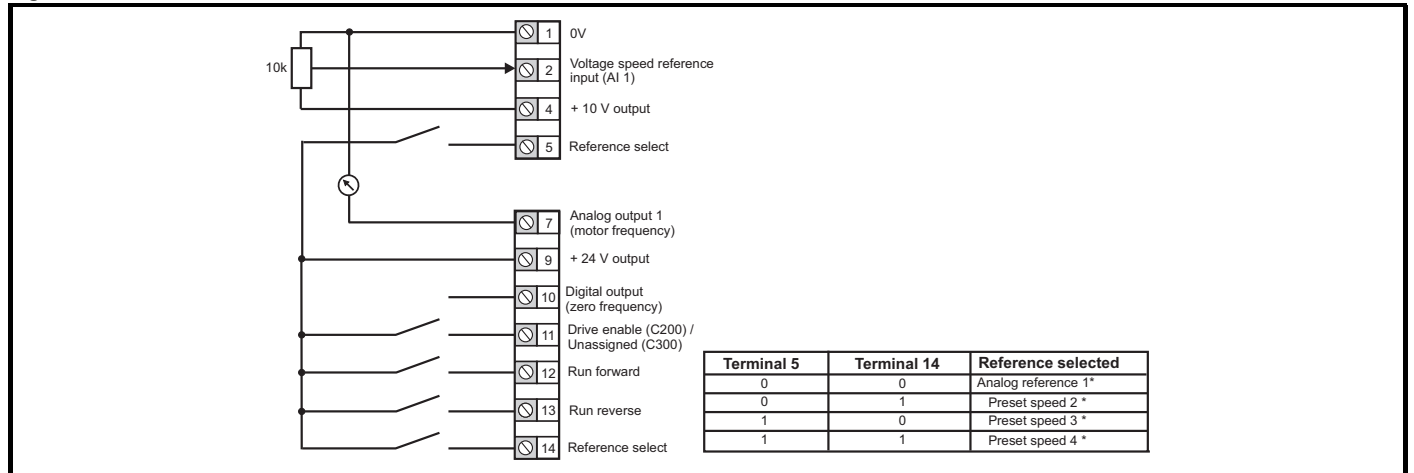 1 0V
10k
2 Voltage speed reference
input (AI 1)
4 + 10 V output
5 Reference select
7 Analog output 1
(motor frequency)
9 + 24 V output
10 Digital output
(zero frequency)
11 Drive enable (C200) /
Unassigned (C300)
12 Run forward
13 Run reverse
14 Reference select
Terminal 5 Terminal 14 Reference selected
0 0 Analog reference 1*
0 1 Preset speed 2 *
1 0 Preset speed 3 *
1 1 Preset speed 4 *